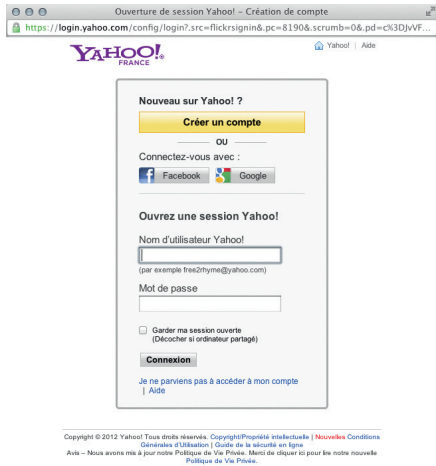 Ouverture de session Yahoo! – Création de compte
https://login.yahoo.com/config/login?.src=flickrsignin&.pc=8190&.scrumb=0&.pd=c%3DJvVF…
YAHOO!®
FRANCE
Yahoo! | Aide
Nouveau sur Yahoo! ?
Créer un compte
OU
Connectez-vous avec :
Facebook Google
Ouvrez une session Yahoo!
Nom d'utilisateur Yahoo!
(par exemple free2rhyme@yahoo.com)
Mot de passe
Garder ma session ouverte
(Décocher si ordinateur partagé)
Connexion
Je ne parviens pas à accéder à mon compte
| Aide
Copyright © 2012 Yahoo! Tous droits réservés. Copyright/Propriété intellectuelle | Nouvelles Conditions
Générales d'Utilisation | Guide de la sécurité en ligne
Avis – Nous avons mis à jour notre Politique de Vie Privée. Merci de cliquer ici pour lire notre nouvelle
Politique de Vie Privée.